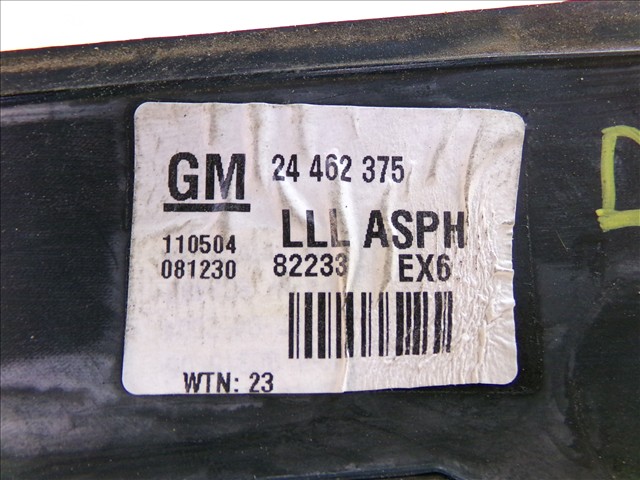 GM 24 462 375
LLL ASPH
110504
081230 82233 EX6
WTN: 23